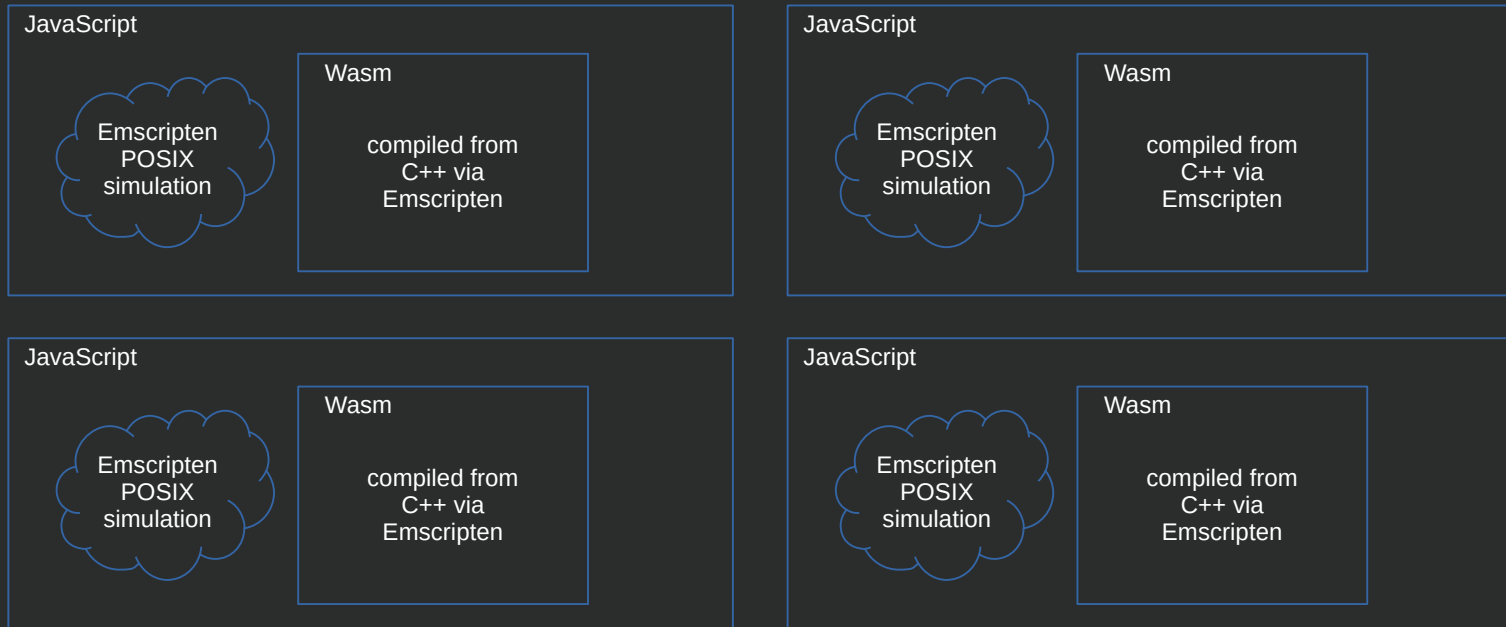 JavaScript
Wasm
Emscripten
POSIX
simulation
compiled from
C++ via
Emscripten
JavaScript
Wasm
Emscripten
POSIX
simulation
compiled from
C++ via
Emscripten
JavaScript
Wasm
Emscripten
POSIX
simulation
compiled from
C++ via
Emscripten
JavaScript
Wasm
Emscripten
POSIX
simulation
compiled from
C++ via
Emscripten